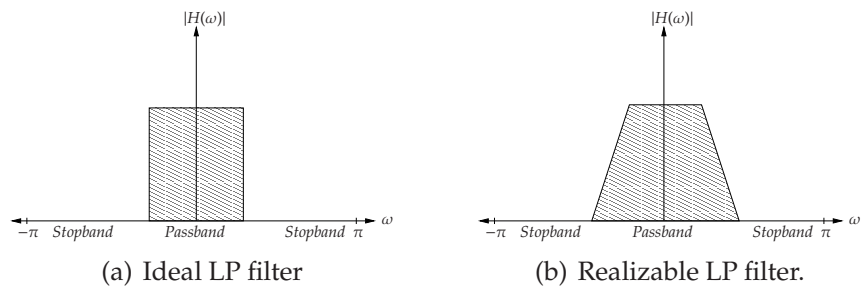 |H(ω)|
|H(ω)|
ω
ω
−π Stopband Passband Stopband π
−π Stopband Passband Stopband π
(a) Ideal LP filter
(b) Realizable LP filter.